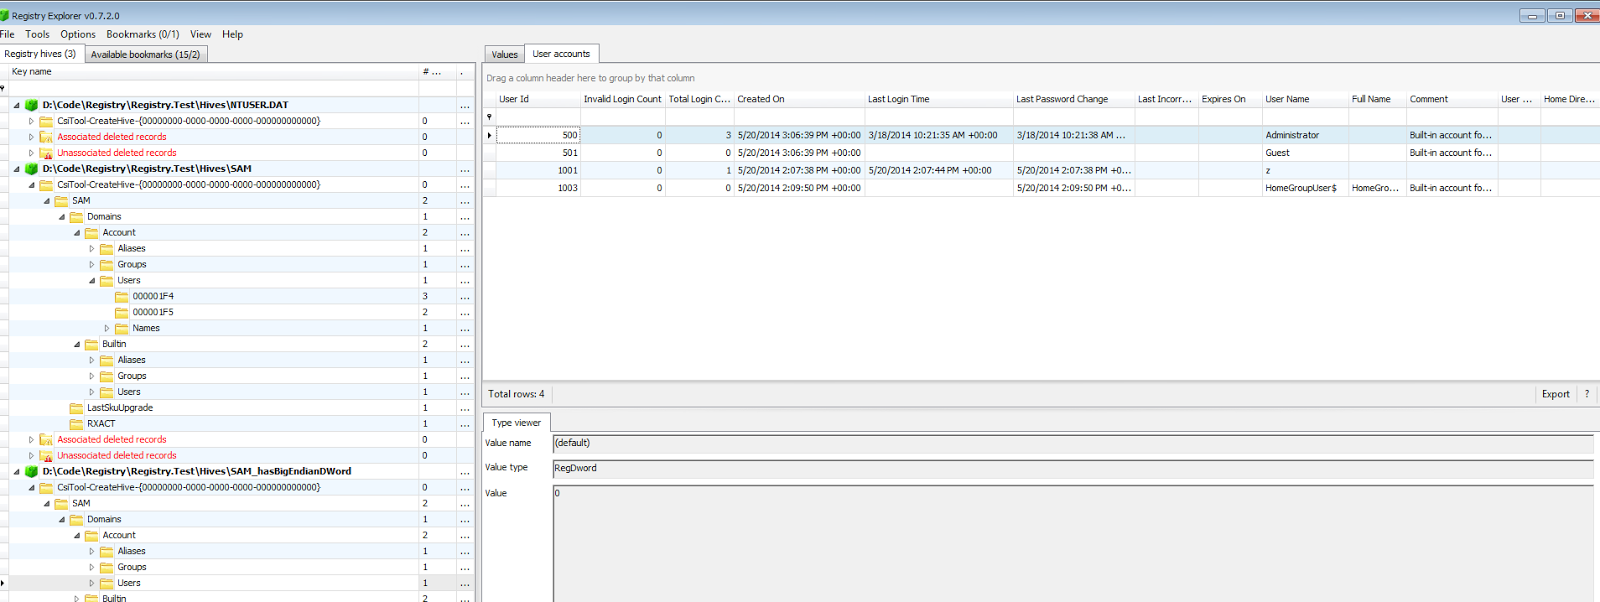 Registry Explorer v0.7.2.0
File Tools Options Bookmarks (0/1) View Help
Registry hives (3) Available bookmarks (15/2)
Key name # ... .
D:\Code\Registry\Registry.Test\Hives\NTUSER.DAT ...
CsiTool-CreateHive-{00000000-0000-0000-0000-000000000000} 0 ...
Associated deleted records 0 ...
Unassociated deleted records 0 ...
D:\Code\Registry\Registry.Test\Hives\SAM ...
CsiTool-CreateHive-{00000000-0000-0000-0000-000000000000} 0 ...
SAM 2 ...
Domains 1 ...
Account 2 ...
Aliases 1 ...
Groups 1 ...
Users 1 ...
000001F4 3 ...
000001F5 2 ...
Names 1 ...
Builtin 2 ...
Aliases 1 ...
Groups 1 ...
Users 1 ...
LastSkuUpgrade 1 ...
RXACT 1 ...
Associated deleted records 0 ...
Unassociated deleted records 0 ...
D:\Code\Registry\Registry.Test\Hives\SAM_hasBigEndianDWord ...
CsiTool-CreateHive-{00000000-0000-0000-0000-000000000000} 0 ...
SAM 2 ...
Domains 1 ...
Account 2 ...
Aliases 1 ...
Groups 1 ...
Users 1 ...
Builtin 2 ...
Values User accounts
Drag a column header here to group by that column
User Id Invalid Login Count Total Login C... Created On Last Login Time Last Password Change Last Incorr... Expires On User Name Full Name Comment User ... Home Dire...
500 0 3 5/20/2014 3:06:39 PM +00:00 3/18/2014 10:21:35 AM +00:00 3/18/2014 10:21:38 AM ... Administrator Built-in account fo...
501 0 0 5/20/2014 3:06:39 PM +00:00 Guest Built-in account fo...
1001 0 1 5/20/2014 2:07:38 PM +00:00 5/20/2014 2:07:44 PM +00:00 5/20/2014 2:07:38 PM +0... z
1003 0 0 5/20/2014 2:09:50 PM +00:00 5/20/2014 2:09:50 PM +0... HomeGroupUser$ HomeGro... Built-in account fo...
Total rows: 4 Export ?
Type viewer
Value name (default)
Value type RegDword
Value 0